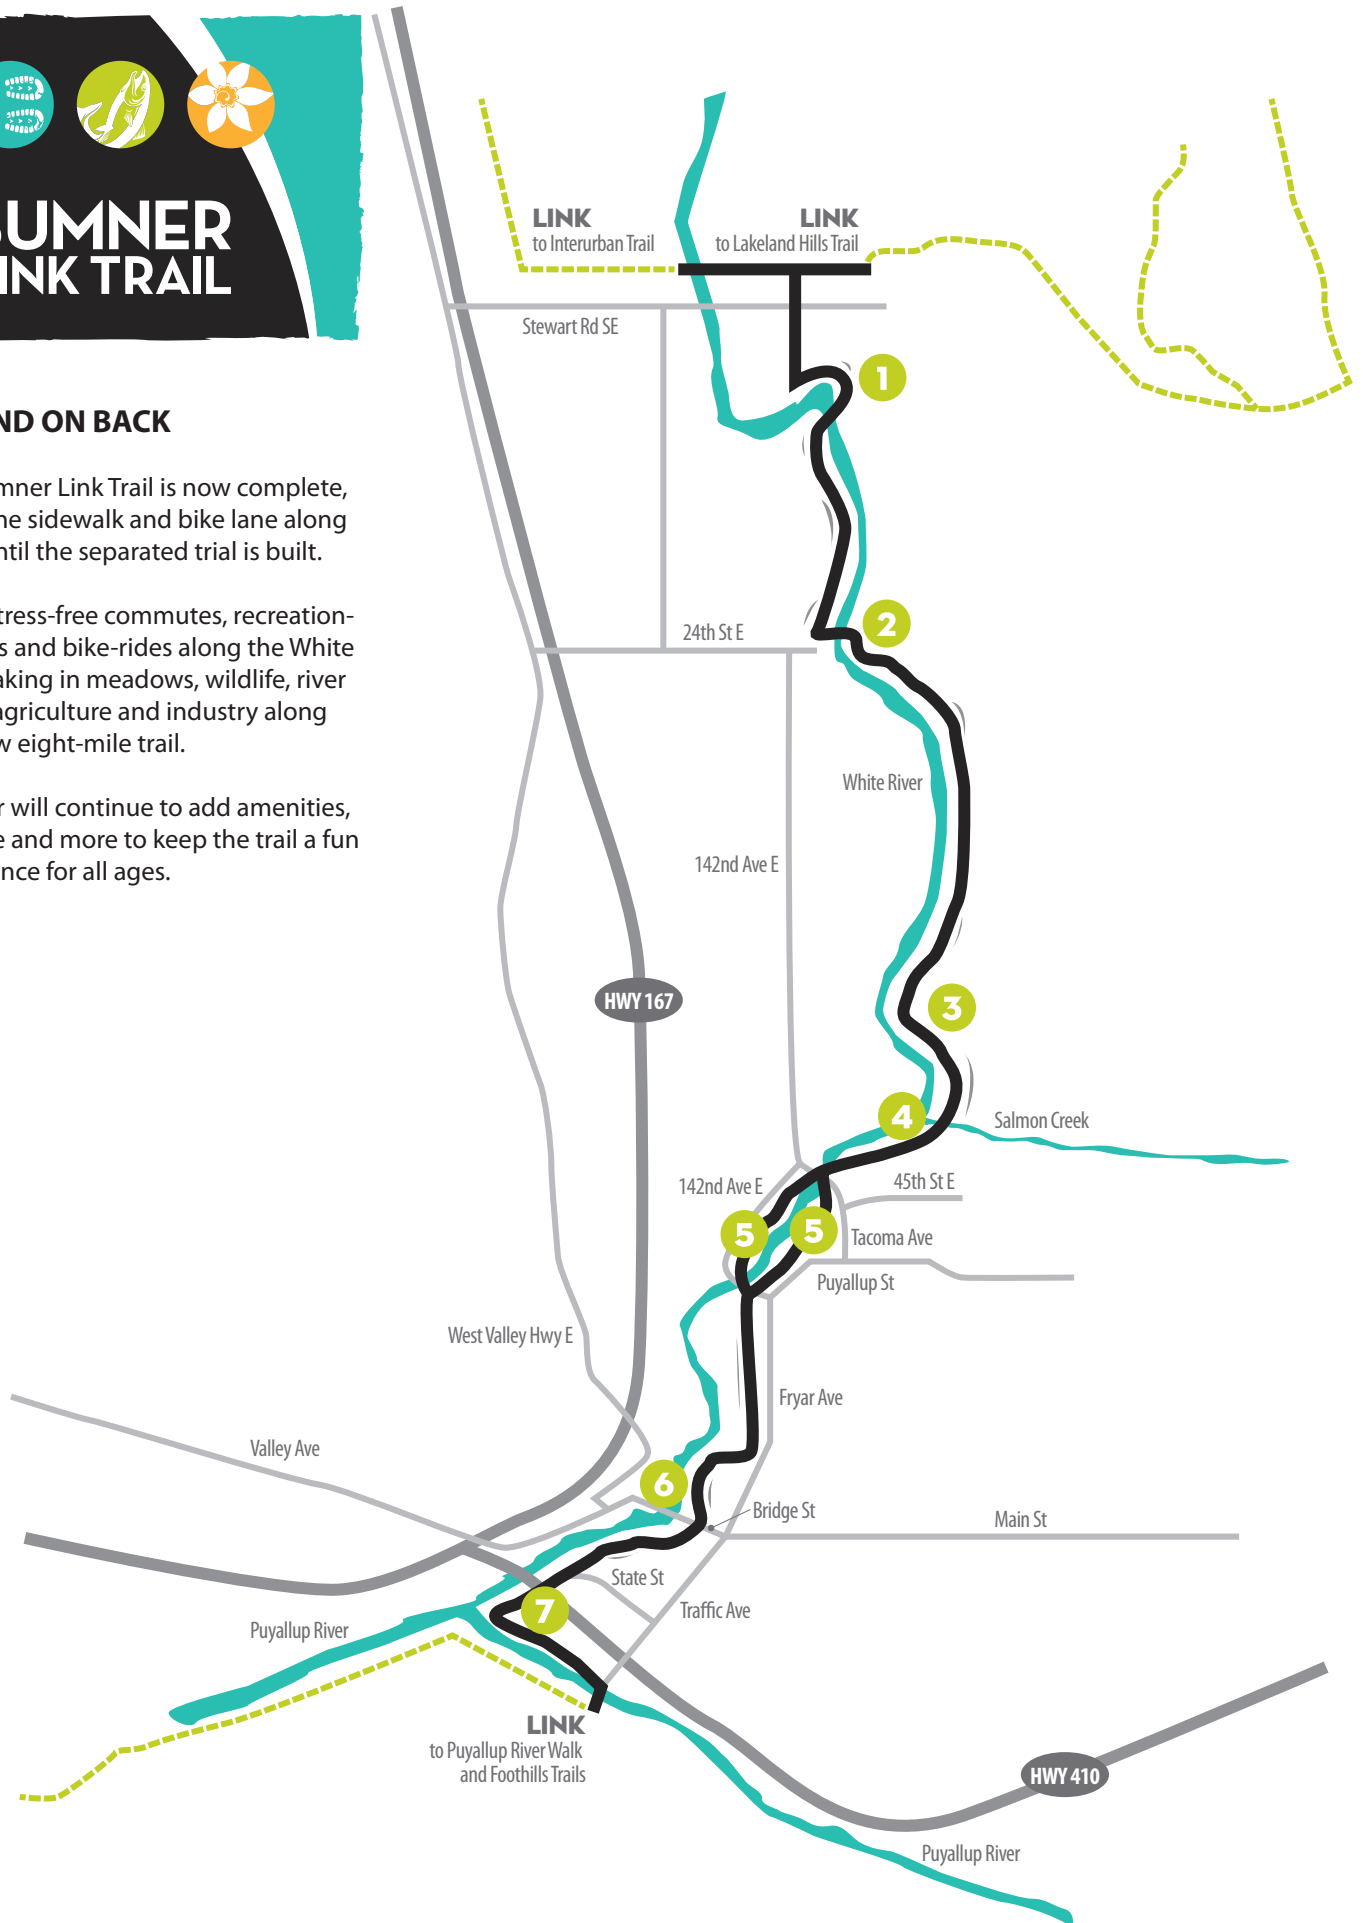 SUMNER
LINK TRAIL
ND ON BACK
mner Link Trail is now complete,
he sidewalk and bike lane along
ntil the separated trial is built.
tress-free commutes, recreation-
s and bike-rides along the White
aking in meadows, wildlife, river
agriculture and industry along
w eight-mile trail.
r will continue to add amenities,
e and more to keep the trail a fun
nce for all ages.
LINK
to Interurban Trail
LINK
to Lakeland Hills Trail
Stewart Rd SE
1
2
24th St E
White River
142nd Ave E
HWY 167
3
4
Salmon Creek
142nd Ave E
45th St E
5
5
Tacoma Ave
Puyallup St
West Valley Hwy E
Fryar Ave
Valley Ave
6
Bridge St
Main St
State St
7
Traffic Ave
Puyallup River
LINK
to Puyallup River Walk
and Foothills Trails
HWY 410
Puyallup River